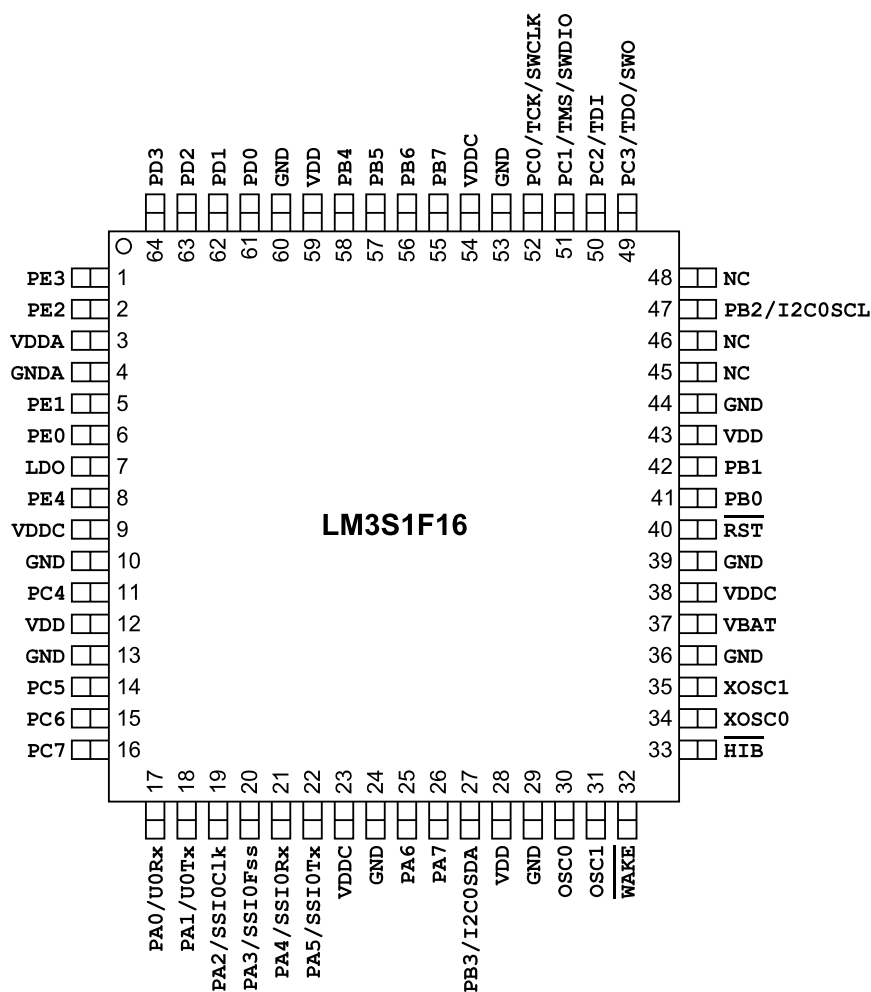 PD3
PD2
PD1
PD0
GND
VDD
PB4
PB5
PB6
PB7
VDDC
GND
PC0/TCK/SWCLK
PC1/TMS/SWDIO
PC2/TDI
PC3/TDO/SWO
64
63
62
61
60
59
58
57
56
55
54
53
52
51
50
49
PE3 1
PE2 2
VDDA 3
GNDA 4
PE1 5
PE0 6
LDO 7
PE4 8
VDDC 9
GND 10
PC4 11
VDD 12
GND 13
PC5 14
PC6 15
PC7 16
LM3S1F16
48 NC
47 PB2/I2C0SCL
46 NC
45 NC
44 GND
43 VDD
42 PB1
41 PB0
40 RST
39 GND
38 VDDC
37 VBAT
36 GND
35 XOSC1
34 XOSC0
33 HIB
17
18
19
20
21
22
23
24
25
26
27
28
29
30
31
32
PA0/U0Rx
PA1/U0Tx
PA2/SSI0Clk
PA3/SSI0Fss
PA4/SSI0Rx
PA5/SSI0Tx
VDDC
GND
PA6
PA7
PB3/I2C0SDA
VDD
GND
OSC0
OSC1
WAKE